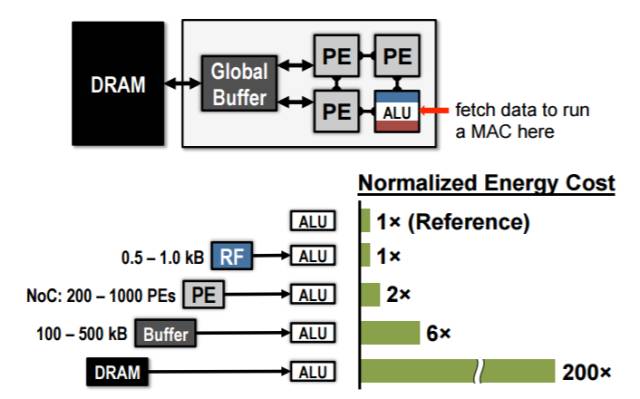 DRAM
Global
Buffer
PE
PE
PE
ALU
fetch data to run
a MAC here
Normalized Energy Cost
ALU
1× (Reference)
0.5 – 1.0 kB
RF
ALU
1×
NoC: 200 – 1000 PEs
PE
ALU
2×
100 – 500 kB
Buffer
ALU
6×
DRAM
ALU
200×